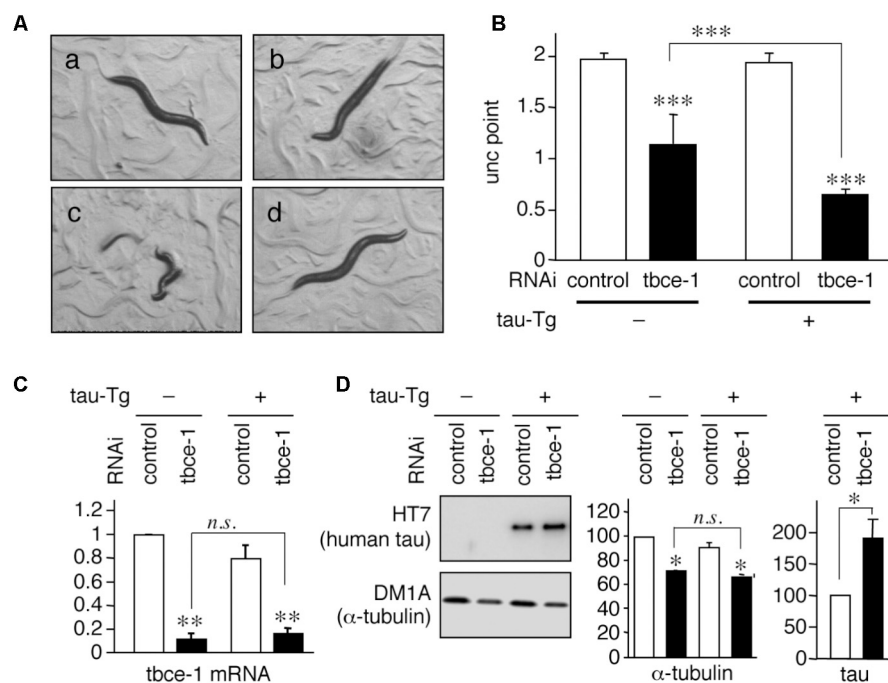 A
a
b
c
d
B
unc point
2
1.5
1
0.5
0
***
***
***
RNAi control tbce-1 control tbce-1
tau-Tg – +
C
tau-Tg – +
RNAi control tbce-1 control tbce-1
1.2
1
0.8
0.6
0.4
0.2
0
n.s.
** **
tbce-1 mRNA
D
tau-Tg – +
RNAi control tbce-1 control tbce-1
HT7
(human tau)
DM1A
(α-tubulin)
– +
control tbce-1 control tbce-1
120
100
80
60
40
20
0
n.s.
* *
α-tubulin
+
control tbce-1
200
150
100
50
0
*
tau